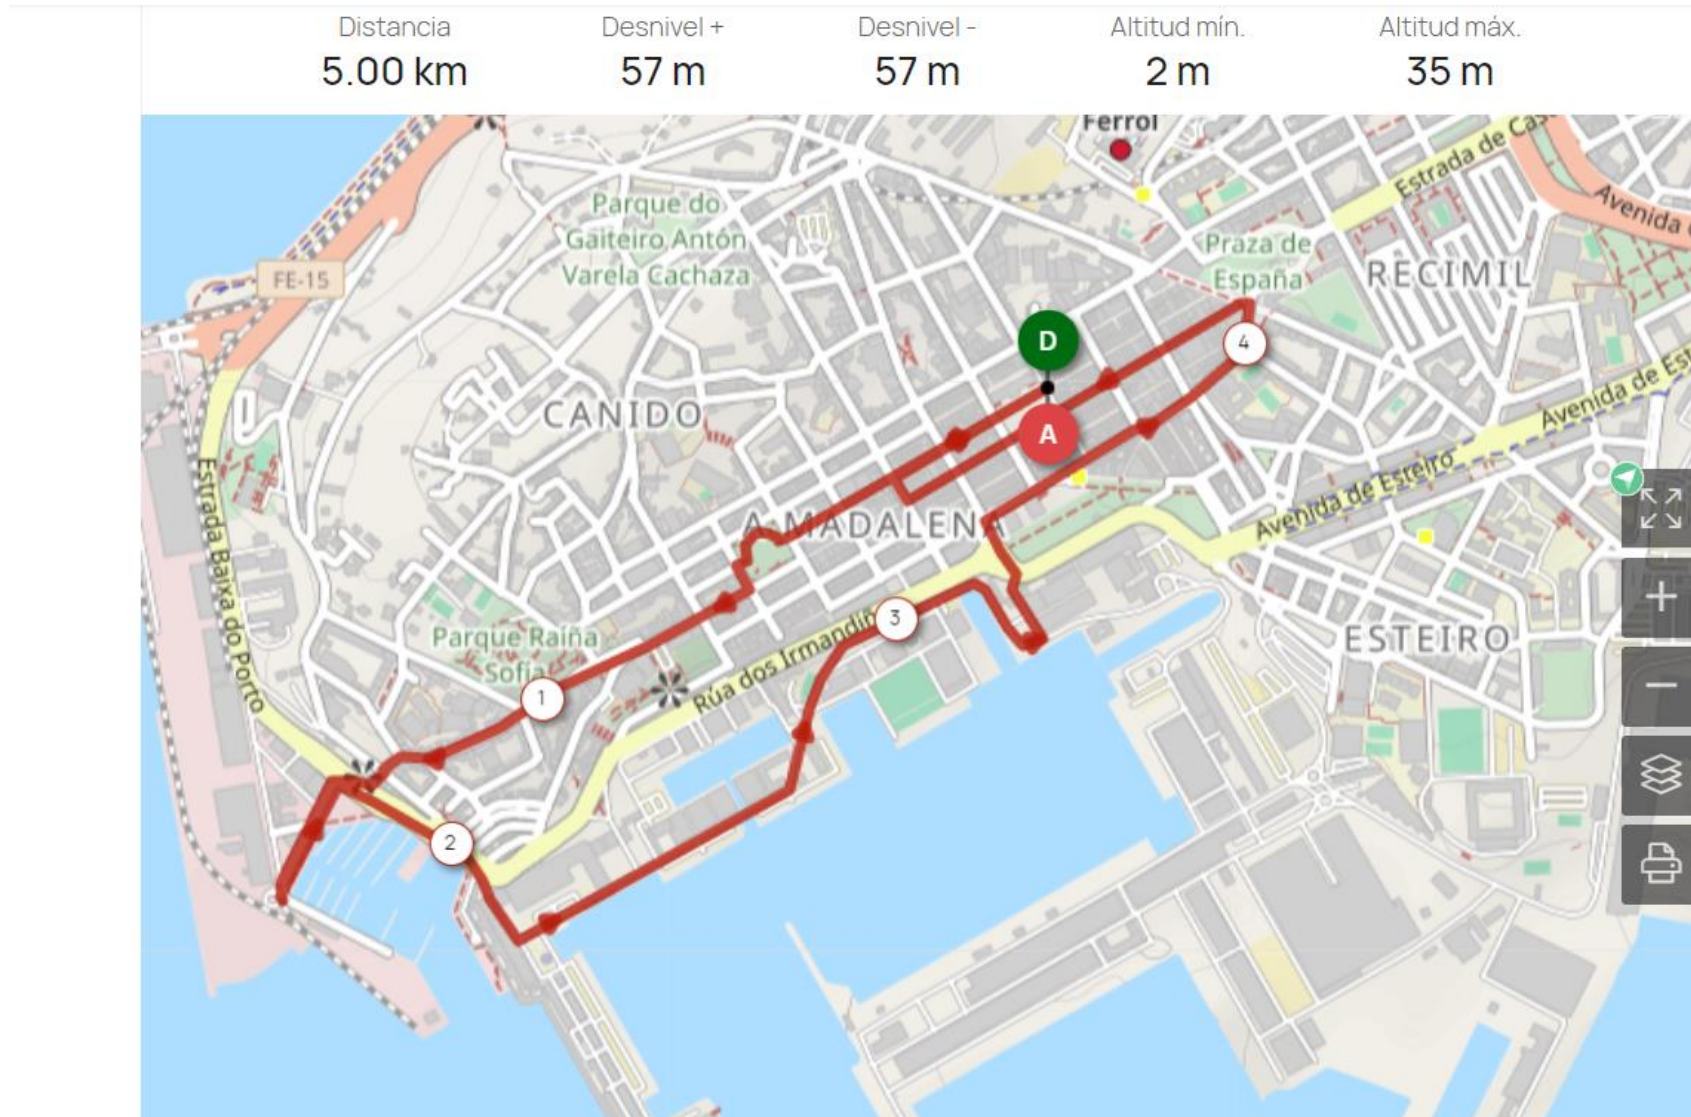 Distancia
Desnivel +
Desnivel -
Altitud mín.
Altitud máx.
5.00 km
57 m
57 m
2 m
35 m
Ferrol
Estrada de Cas
Avenida
Parque do
Gaiteiro Antón
Varela Cachaza
Praza de
España
RECIMIL
FE-15
D
4
CANIDO
A
Avenida de Est
Avenida de Esteiro
A MADALENA
Estrada Baixa do Porto
Parque Raíña
Sofía
1
3
Rúa dos Irmandiñ
ESTEIRO
2